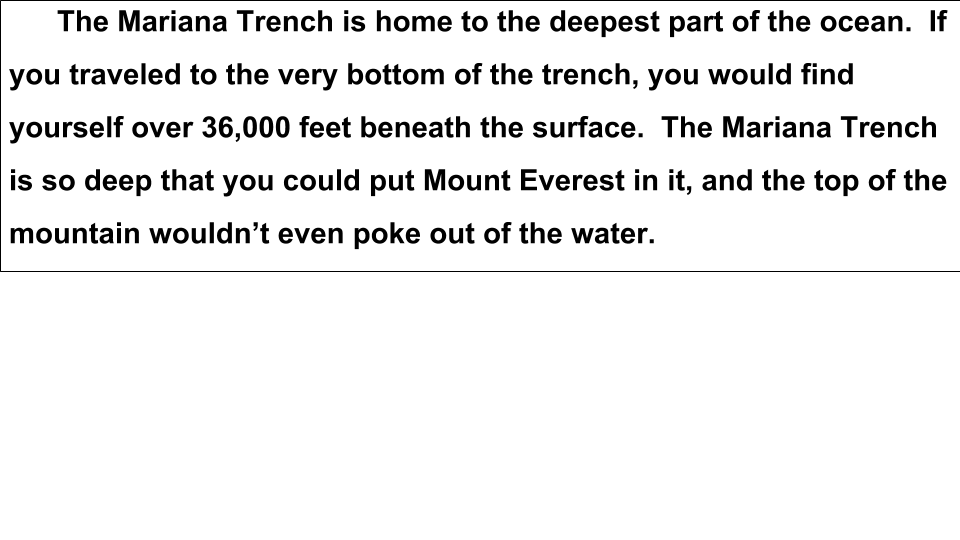 The Mariana Trench is home to the deepest part of the ocean.  If
you traveled to the very bottom of the trench, you would find
yourself over 36,000 feet beneath the surface.  The Mariana Trench
is so deep that you could put Mount Everest in it, and the top of the
mountain wouldn’t even poke out of the water.